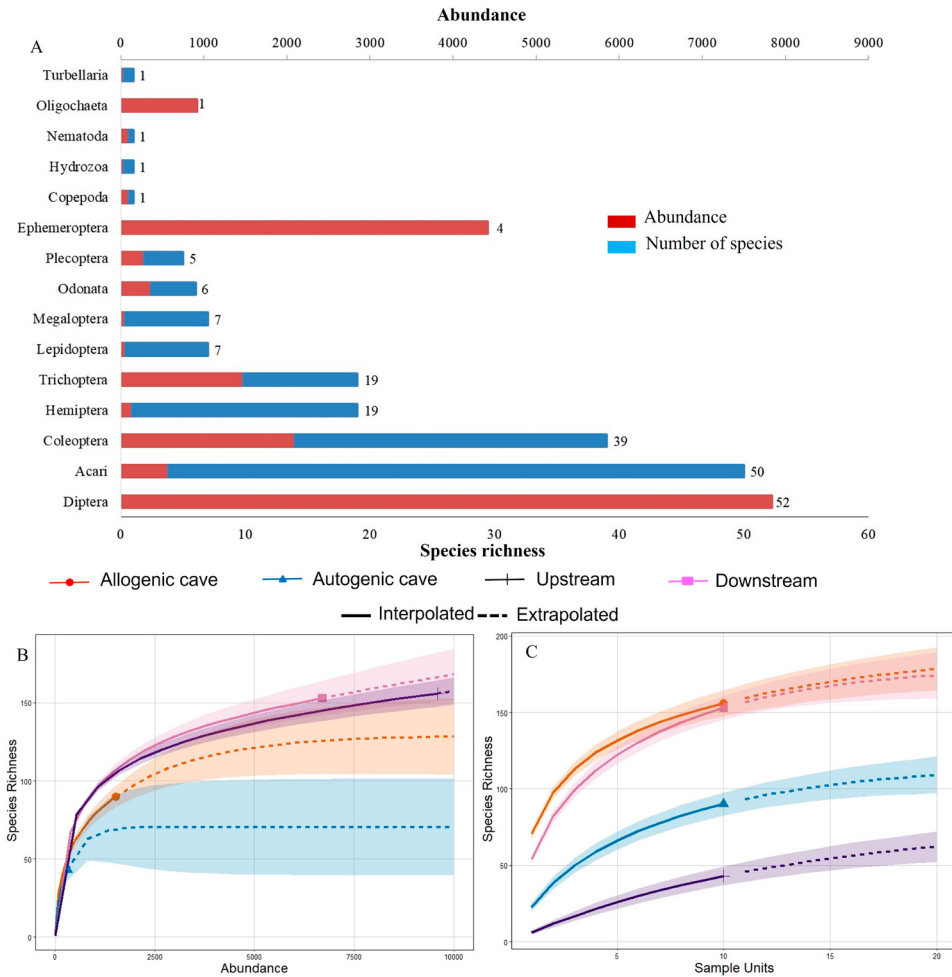 Abundance
A
0 1000 2000 3000 4000 5000 6000 7000 8000 9000
Turbellaria 1
Oligochaeta 1
Nematoda 1
Hydrozoa 1
Copepoda 1
Ephemeroptera 4
Plecoptera 5
Odonata 6
Megaloptera 7
Lepidoptera 7
Trichoptera 19
Hemiptera 19
Coleoptera 39
Acari 50
Diptera 52
Abundance
Number of species
0 10 20 30 40 50 60
Species richness
Allogenic cave Autogenic cave Upstream Downstream
Interpolated Extrapolated
B
Species Richness
150
100
50
0
0 2500 5000 7500 10000
Abundance
C
Species Richness
200
150
100
50
0
5 10 15 20
Sample Units